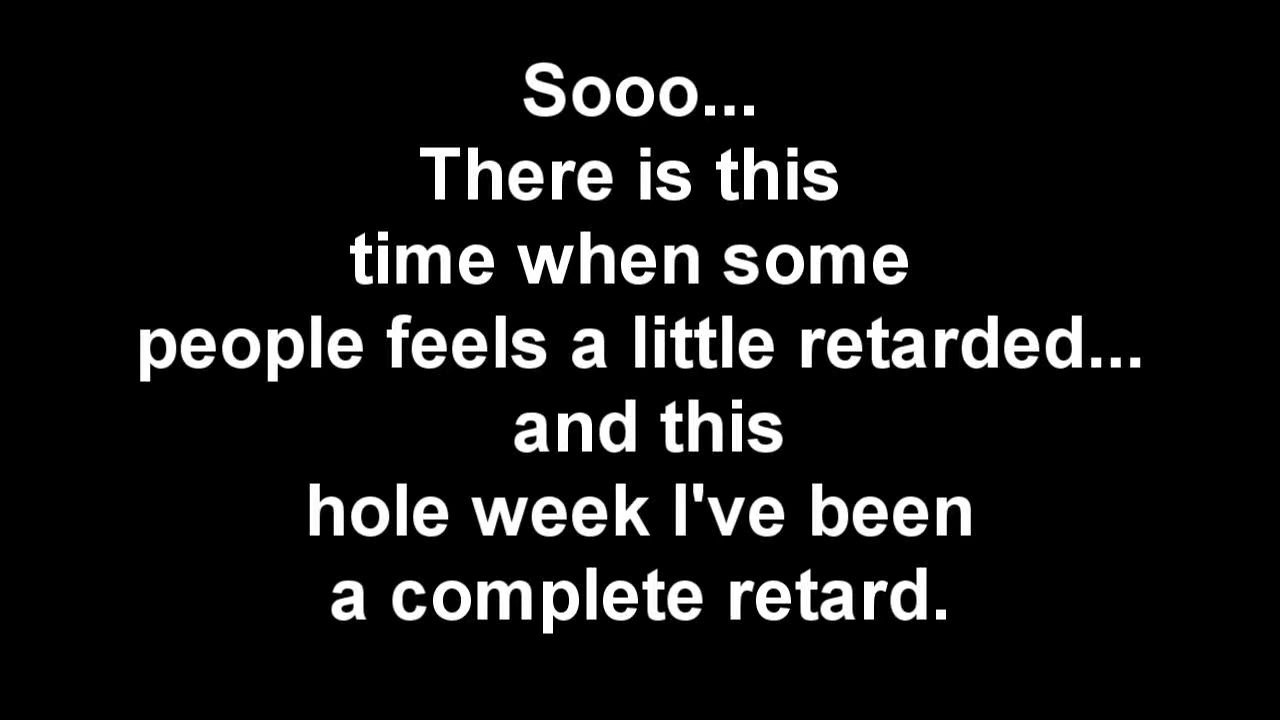 Sooo...
There is this
time when some
people feels a little retarded...
and this
hole week I've been
a complete retard.